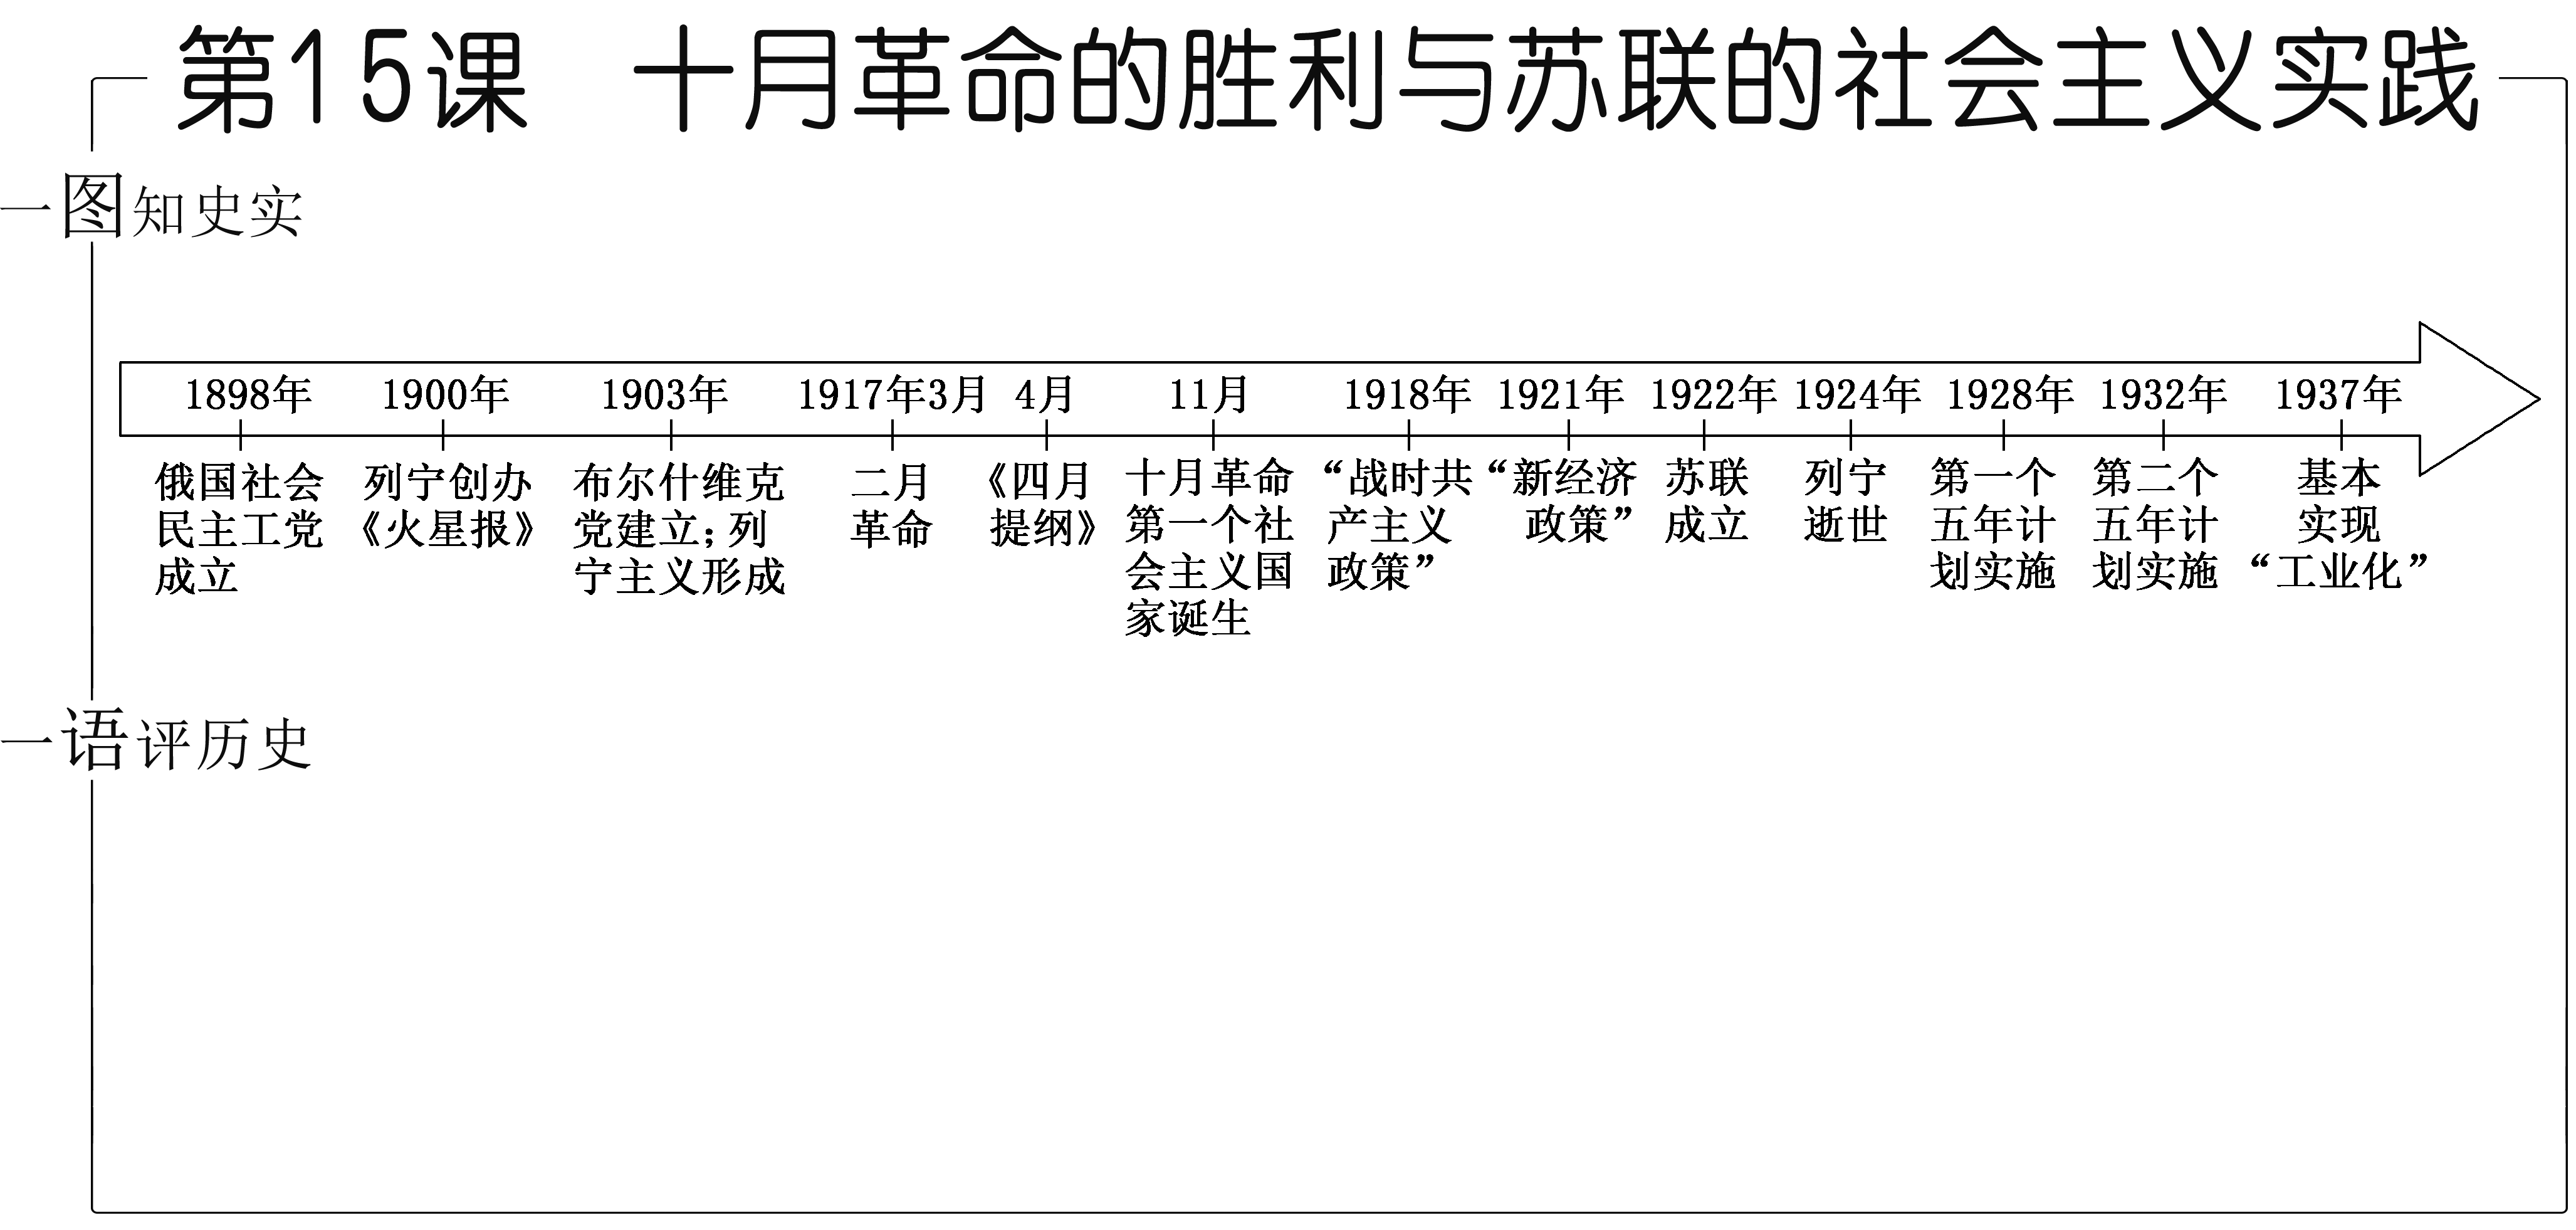 第15课 十月革命的胜利与苏联的社会主义实践
一图知史实
1898年 1900年 1903年 1917年3月 4月 11月 1918年 1921年 1922年 1924年 1928年 1932年 1937年
俄国社会
民主工党
成立
列宁创办
《火星报》
布尔什维克
党建立；列
宁主义形成
二月
革命
《四月
提纲》
十月革命
第一个社
会主义国
家诞生
“战时共
产主义
政策”
“新经济
政策”
苏联
成立
列宁
逝世
第一个
五年计
划实施
第二个
五年计
划实施
基本
实现
“工业化”
一语评历史